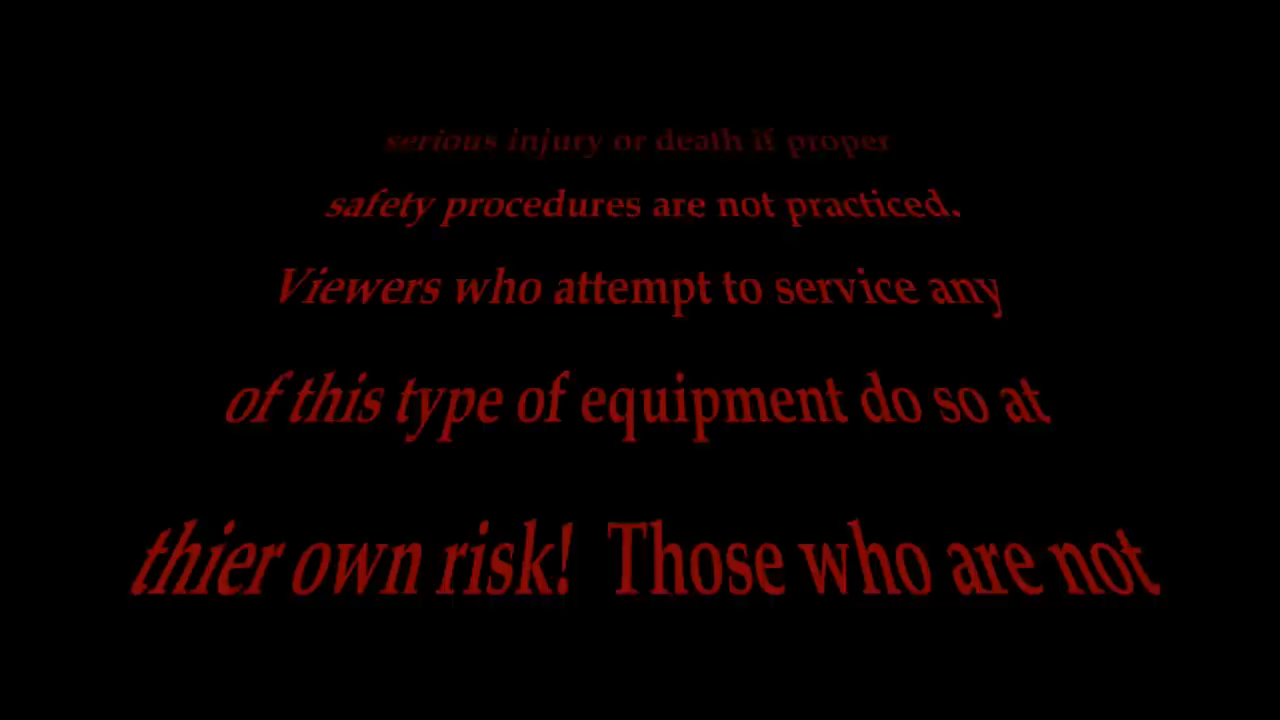 serious injury or death if proper
safety procedures are not practiced.
Viewers who attempt to service any
of this type of equipment do so at
thier own risk!  Those who are not